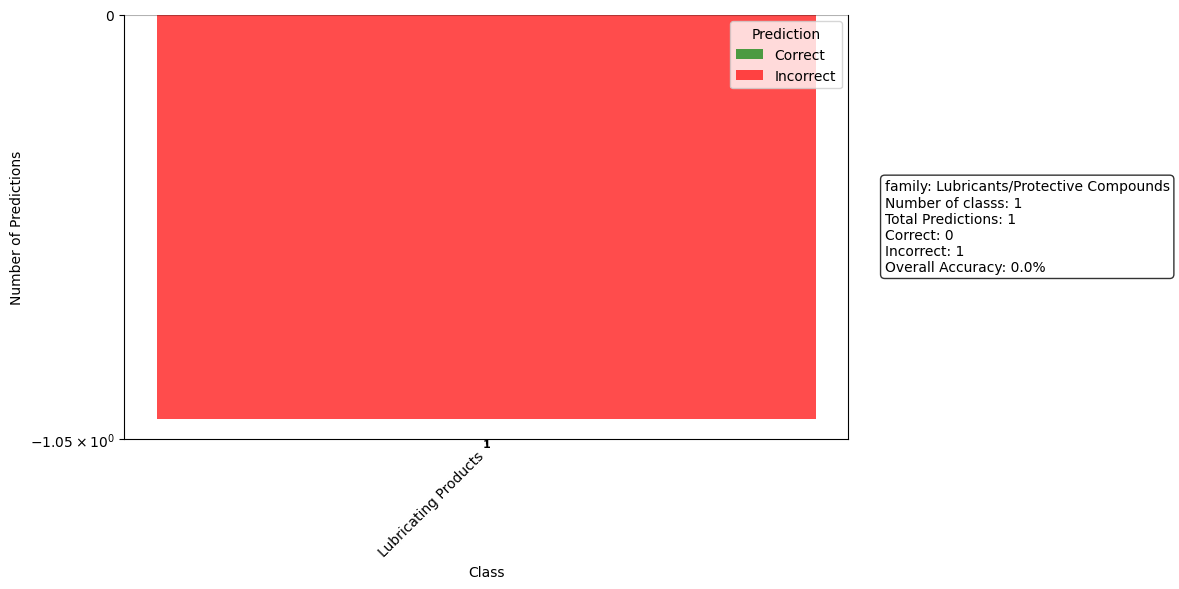 0
Prediction
Correct
Incorrect
Number of Predictions
family: Lubricants/Protective Compounds
Number of classs: 1
Total Predictions: 1
Correct: 0
Incorrect: 1
Overall Accuracy: 0.0%
−1.05 × 10⁰
1
Lubricating Products
Class